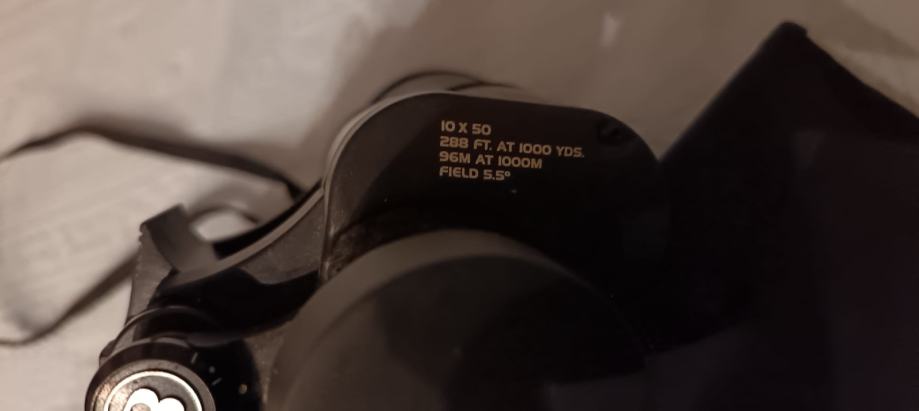 10 X 50
288 FT. AT 1000 YDS.
96M AT 1000M
FIELD 5.5°